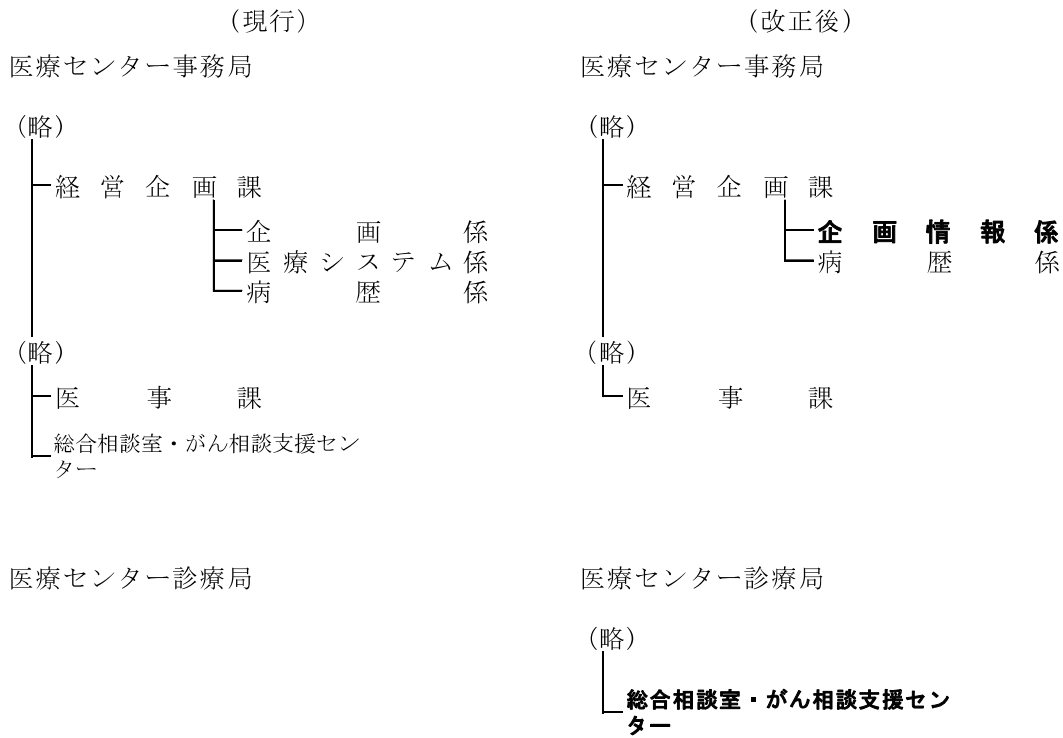 （現行）
医療センター事務局
（略）
経営企画課
企画係
医療システム係
病歴係
（略）
医事課
総合相談室・がん相談支援セン
ター
医療センター診療局
（改正後）
医療センター事務局
（略）
経営企画課
企画情報係
病歴係
（略）
医事課
医療センター診療局
（略）
総合相談室・がん相談支援セン
ター